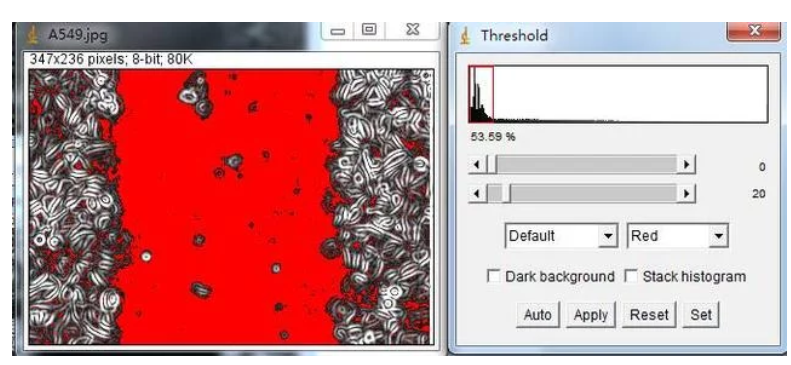 A549.jpg
347x236 pixels; 8-bit; 80K
Threshold
53.59 %
0
20
Default
Red
Dark background
Stack histogram
Auto
Apply
Reset
Set